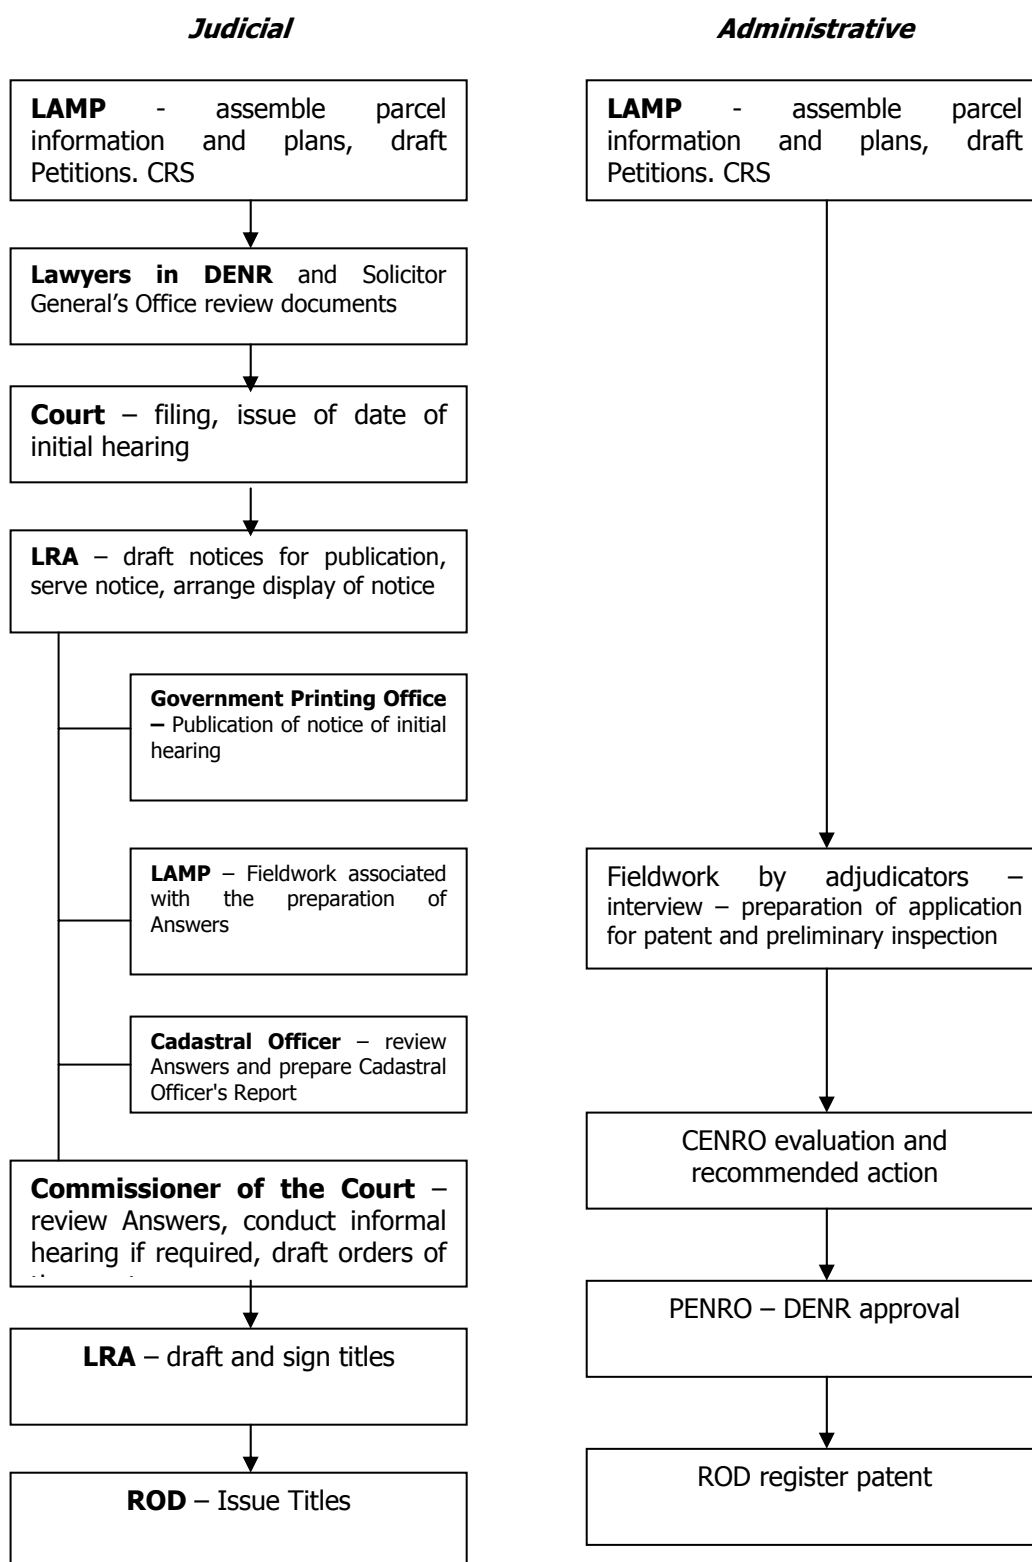 Judicial
LAMP - assemble parcel
information and plans, draft
Petitions. CRS
Lawyers in DENR and Solicitor
General’s Office review documents
Court – filing, issue of date of
initial hearing
LRA – draft notices for publication,
serve notice, arrange display of notice
Government Printing Office
– Publication of notice of initial
hearing
LAMP – Fieldwork associated
with the preparation of
Answers
Cadastral Officer – review
Answers and prepare Cadastral
Officer's Report
Commissioner of the Court –
review Answers, conduct informal
hearing if required, draft orders of
LRA – draft and sign titles
ROD – Issue Titles
Administrative
LAMP - assemble parcel
information and plans, draft
Petitions. CRS
Fieldwork by adjudicators –
interview – preparation of application
for patent and preliminary inspection
CENRO evaluation and
recommended action
PENRO – DENR approval
ROD register patent